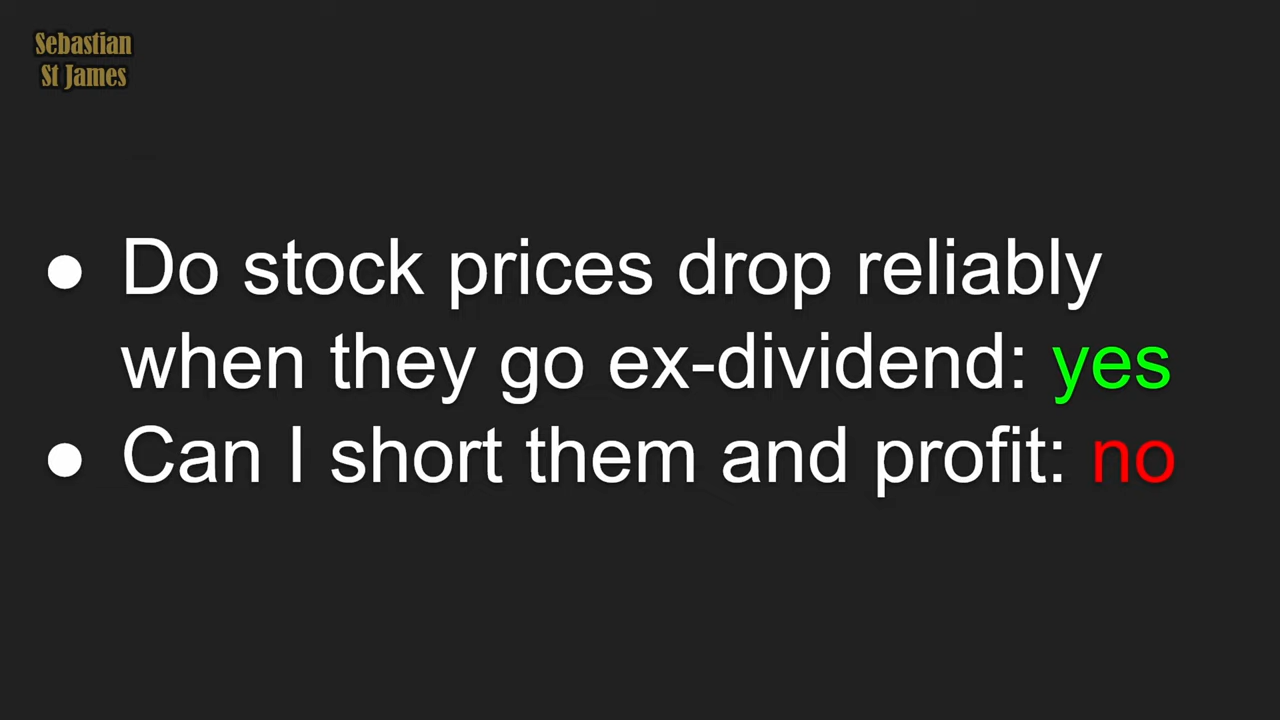 Sebastian
St James
● Do stock prices drop reliably
when they go ex-dividend: yes
● Can I short them and profit: no